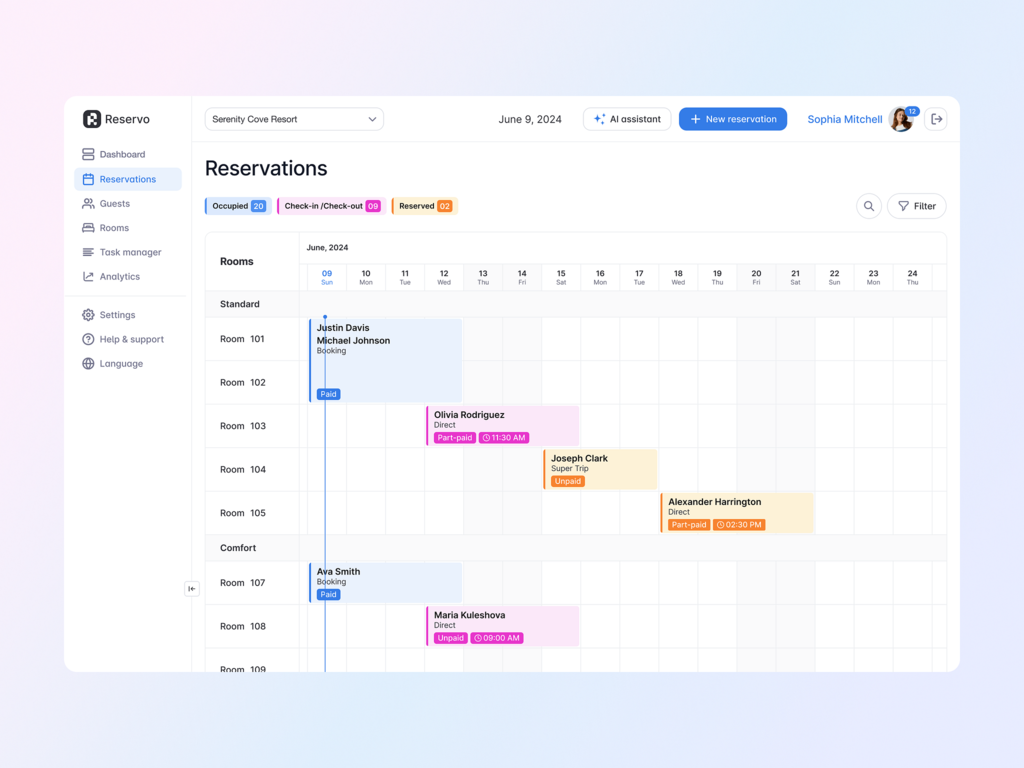 Reservo
Serenity Cove Resort
June 9, 2024
AI assistant
New reservation
Sophia Mitchell
12
Dashboard
Reservations
Guests
Rooms
Task manager
Analytics
Settings
Help & support
Language
Reservations
Occupied 20
Check-in /Check-out 09
Reserved 02
Filter
Rooms
June, 2024
09 10 11 12 13 14 15 16 17 18 19 20 21 22 23 24
Sun Mon Tue Wed Thu Fri Sat Mon Tue Wed Thu Fri Sat Sun Mon Thu
Standard
Room 101
Justin Davis
Michael Johnson
Booking
Room 102
Paid
Room 103
Olivia Rodriguez
Direct
Part-paid 11:30 AM
Room 104
Joseph Clark
Super Trip
Unpaid
Room 105
Alexander Harrington
Direct
Part-paid 02:30 PM
Comfort
Room 107
Ava Smith
Booking
Paid
Room 108
Maria Kuleshova
Direct
Unpaid 09:00 AM
Room 109